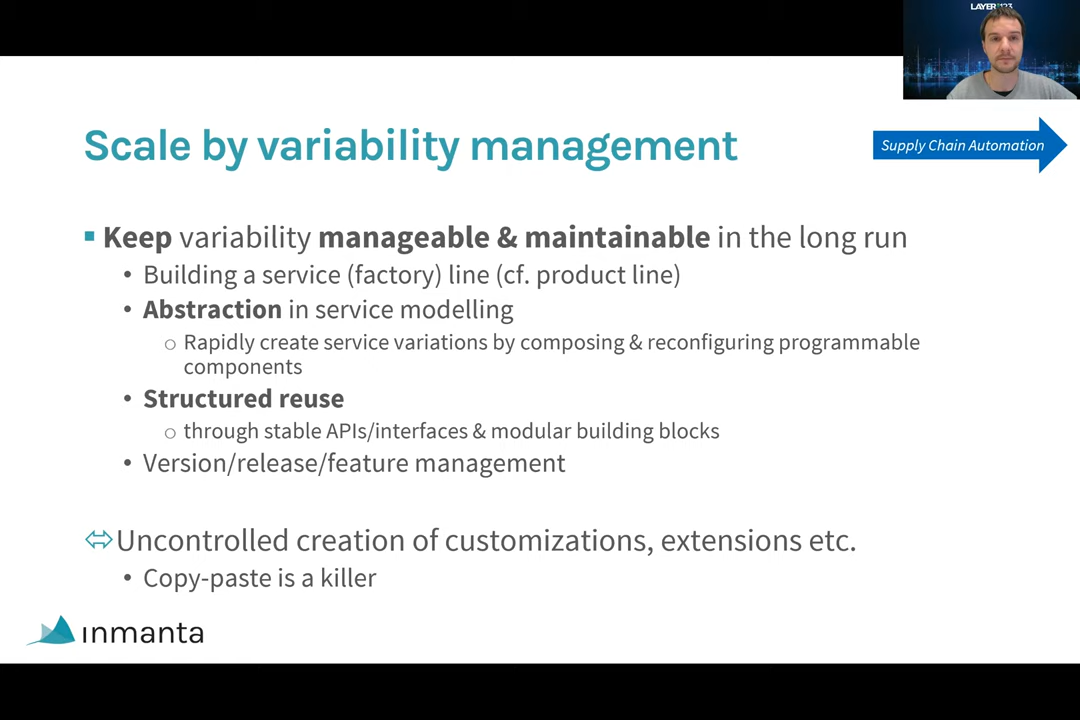 LAYER123
Scale by variability management
Supply Chain Automation
Keep variability manageable & maintainable in the long run
Building a service (factory) line (cf. product line)
Abstraction in service modelling
Rapidly create service variations by composing & reconfiguring programmable
components
Structured reuse
through stable APIs/interfaces & modular building blocks
Version/release/feature management
Uncontrolled creation of customizations, extensions etc.
Copy-paste is a killer
inmanta